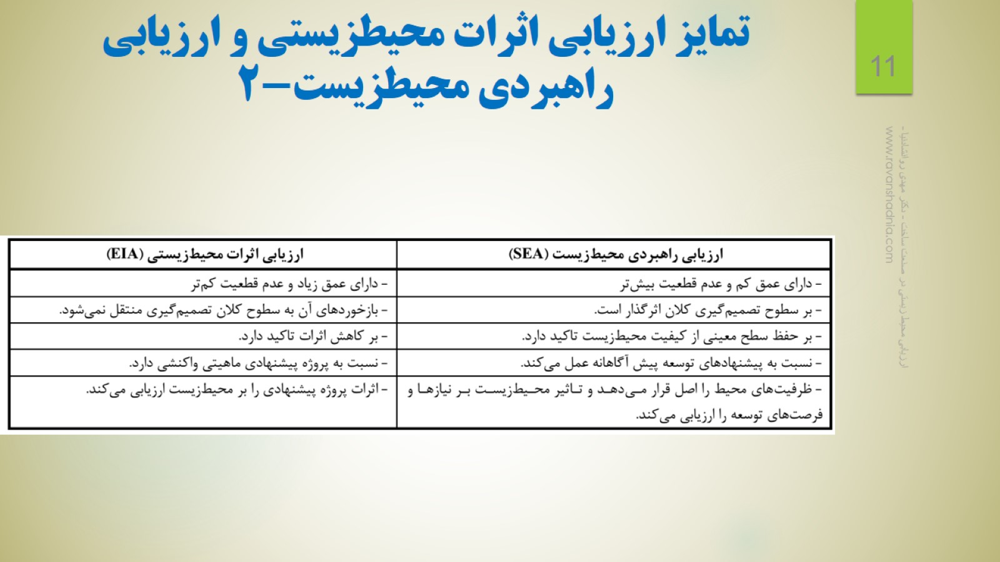 تمایز ارزیابی اثرات محیطزیستی و ارزیابی
راهبردی محیطزیست-۲
11
ارزیابی محیط زیستی در صنعت ساخت - دکتر مهدی روانشادنیا -
www.ravanshadnia.com
ارزیابی راهبردی محیط‌زیست (SEA)
ارزیابی اثرات محیط‌زیستی (EIA)
- دارای عمق کم و عدم قطعیت بیش‌تر
- دارای عمق زیاد و عدم قطعیت کم‌تر
- بر سطوح تصمیم‌گیری کلان اثرگذار است.
- بازخوردهای آن به سطوح کلان تصمیم‌گیری منتقل نمی‌شود.
- بر حفظ سطح معینی از کیفیت محیط‌زیست تاکید دارد.
- بر کاهش اثرات تاکید دارد.
- نسبت به پیشنهادهای توسعه پیش آگاهانه عمل می‌کند.
- نسبت به پروژه پیشنهادی ماهیتی واکنشی دارد.
- ظرفیت‌های محیط را اصل قرار می‌دهد و تاثیر محیط‌زیست بر نیازها و
فرصت‌های توسعه را ارزیابی می‌کند.
- اثرات پروژه پیشنهادی را بر محیط‌زیست ارزیابی می‌کند.